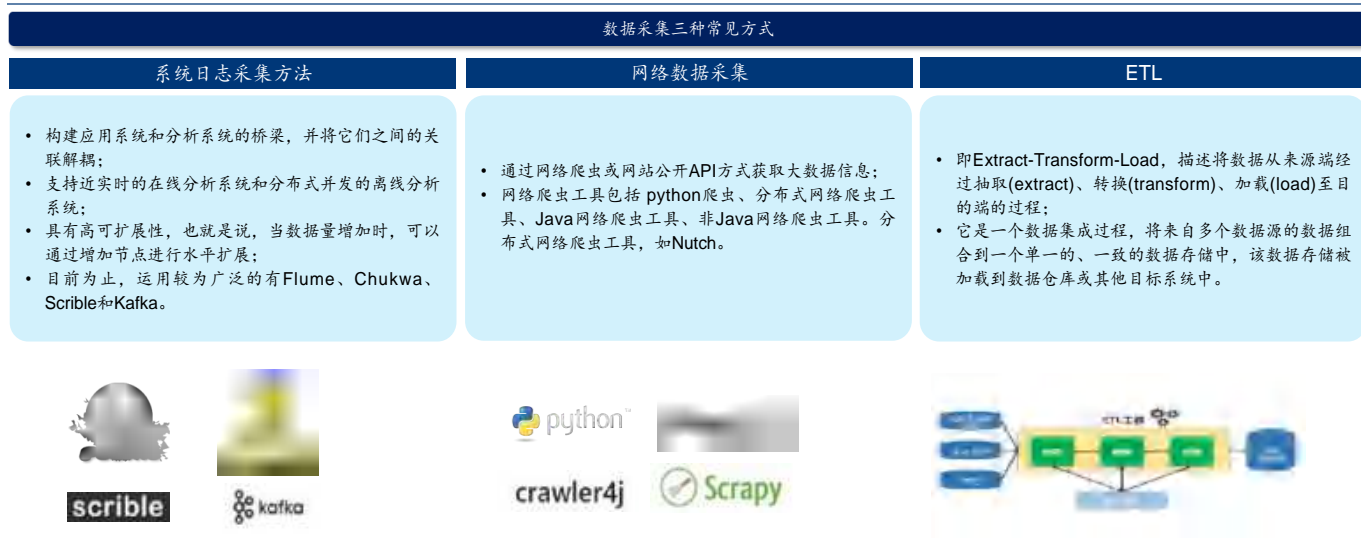 数据采集三种常见方式
系统日志采集方法
• 构建应用系统和分析系统的桥梁，并将它们之间的关
联解耦；
• 支持近实时的在线分析系统和分布式并发的离线分析
系统；
• 具有高可扩展性，也就是说，当数据量增加时，可以
通过增加节点进行水平扩展；
• 目前为止，运用较为广泛的有Flume、Chukwa、
Scrible和Kafka。
网络数据采集
• 通过网络爬虫或网站公开API方式获取大数据信息；
• 网络爬虫工具包括 python爬虫、分布式网络爬虫工
具、Java网络爬虫工具、非Java网络爬虫工具。分
布式网络爬虫工具，如Nutch。
ETL
• 即Extract-Transform-Load，描述将数据从来源端经
过抽取(extract)、转换(transform)、加载(load)至目
的端的过程；
• 它是一个数据集成过程，将来自多个数据源的数据组
合到一个单一的、一致的数据存储中，该数据存储被
加载到数据仓库或其他目标系统中。
scrible
kafka
python
crawler4j
Scrapy